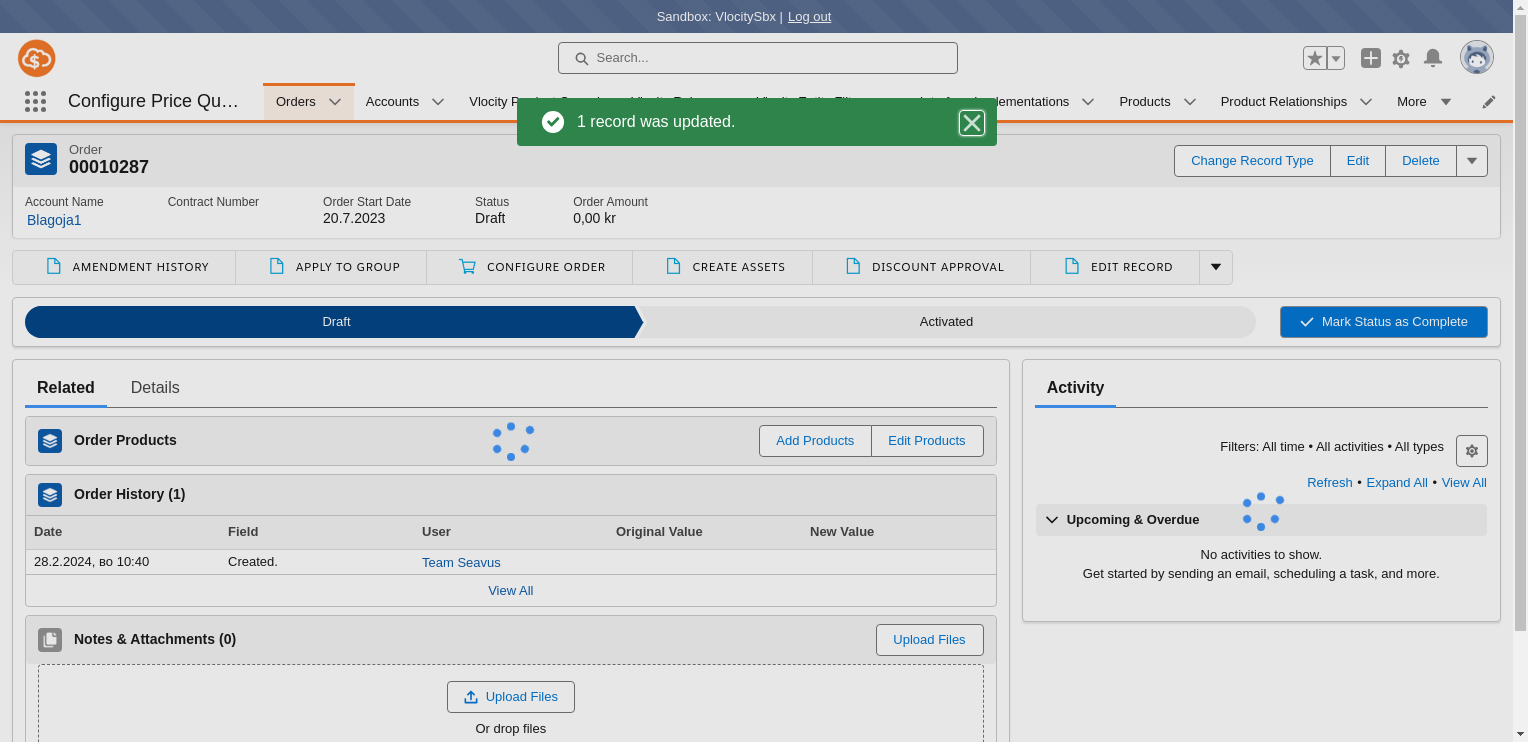 Sandbox: VlocitySbx | Log out
Search...
Configure Price Qu... Orders Accounts Products Product Relationships More
1 record was updated.
Order
00010287
Change Record Type Edit Delete
Account Name Contract Number Order Start Date Status Order Amount
Blagoja1 20.7.2023 Draft 0,00 kr
AMENDMENT HISTORY APPLY TO GROUP CONFIGURE ORDER CREATE ASSETS DISCOUNT APPROVAL EDIT RECORD
Draft Activated Mark Status as Complete
Related Details
Order Products Add Products Edit Products
Order History (1)
Date Field User Original Value New Value
28.2.2024, во 10:40 Created. Team Seavus
View All
Notes & Attachments (0) Upload Files
Upload Files
Or drop files
Activity
Filters: All time • All activities • All types
Refresh • Expand All • View All
Upcoming & Overdue
No activities to show.
Get started by sending an email, scheduling a task, and more.